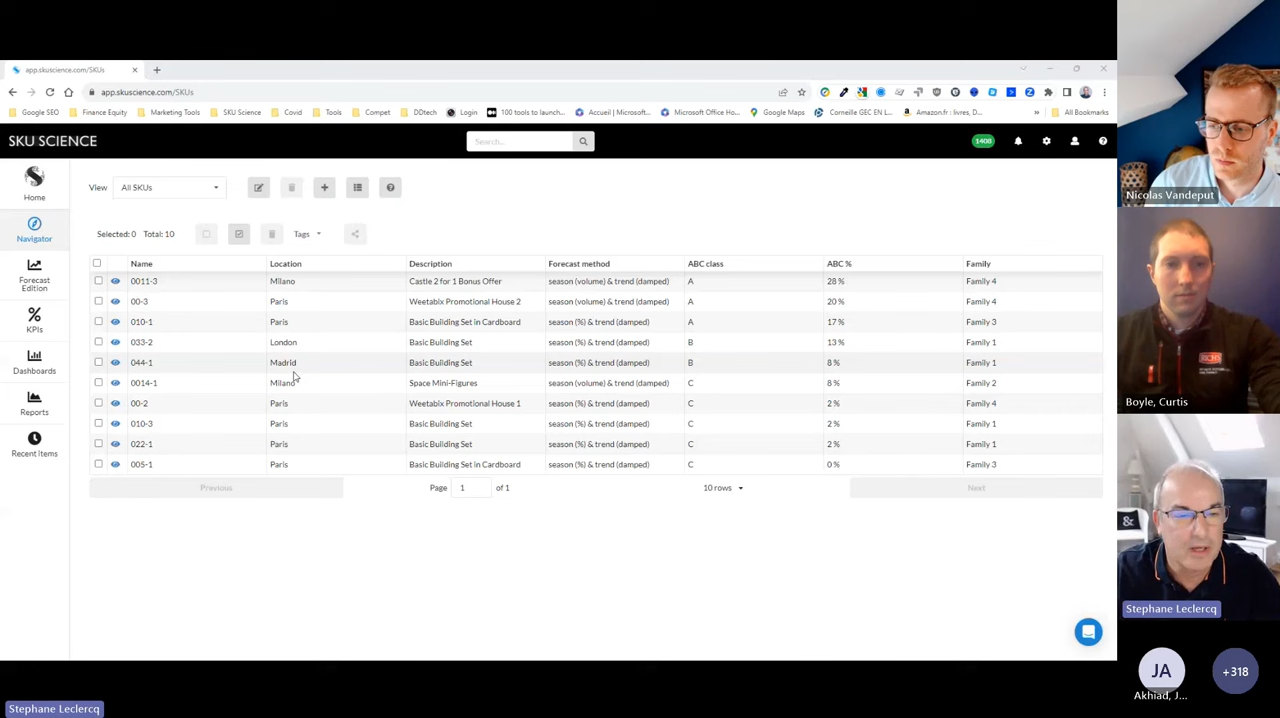 app.skuscience.com/SKUs
app.skuscience.com/SKUs
Google SEO Finance Equity Marketing Tools SKU Science Covid Tools Compet DDtech Login 100 tools to launch... Accueil | Microsoft... Microsoft Office Ho... Google Maps Corneille GEC EN L... Amazon.fr : livres, D... All Bookmarks
SKU SCIENCE Search... 1408
Home
Navigator
Forecast
Edition
KPIs
Dashboards
Reports
Recent Items
View All SKUs
Selected: 0 Total: 10 Tags
Name Location Description Forecast method ABC class ABC % Family
0011-3 Milano Castle 2 for 1 Bonus Offer season (volume) & trend (damped) A 28 % Family 4
00-3 Paris Weetabix Promotional House 2 season (volume) & trend (damped) A 20 % Family 4
010-1 Paris Basic Building Set in Cardboard season (%) & trend (damped) A 17 % Family 3
033-2 London Basic Building Set season (%) & trend (damped) B 13 % Family 1
044-1 Madrid Basic Building Set season (%) & trend (damped) B 8 % Family 1
0014-1 Milano Space Mini-Figures season (volume) & trend (damped) C 8 % Family 2
00-2 Paris Weetabix Promotional House 1 season (%) & trend (damped) C 2 % Family 4
010-3 Paris Basic Building Set season (%) & trend (damped) C 2 % Family 1
022-1 Paris Basic Building Set season (%) & trend (damped) C 2 % Family 1
005-1 Paris Basic Building Set in Cardboard season (%) & trend (damped) C 0 % Family 3
Previous Page 1 of 1 10 rows Next
Nicolas Vandeput
RICH'S
Boyle, Curtis
&
Stephane Leclercq
JA +318
Akhiad, J...
Stephane Leclercq